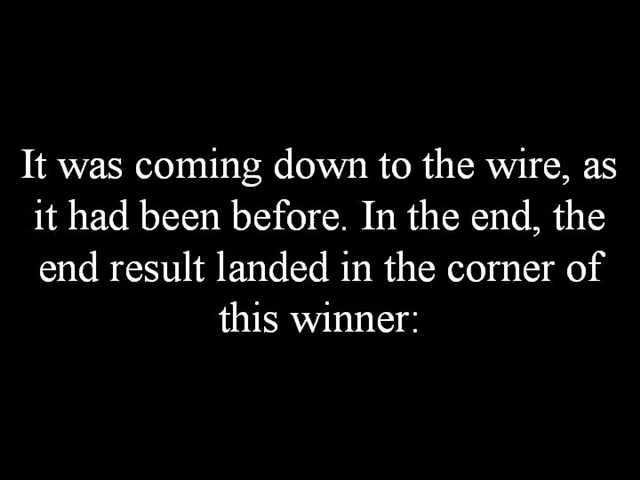 It was coming down to the wire, as
it had been before. In the end, the
end result landed in the corner of
this winner: